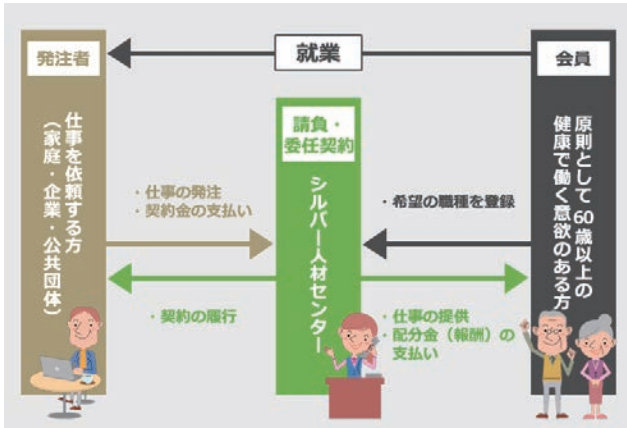 発注者
仕事を依頼する方
（家庭・企業・公共団体）
就業
会員
原則として60歳以上の
健康で働く意欲のある方
請負・
委任契約
シルバー人材センター
・仕事の発注
・契約金の支払い
・契約の履行
・希望の職種を登録
・仕事の提供
・配分金（報酬）の
支払い